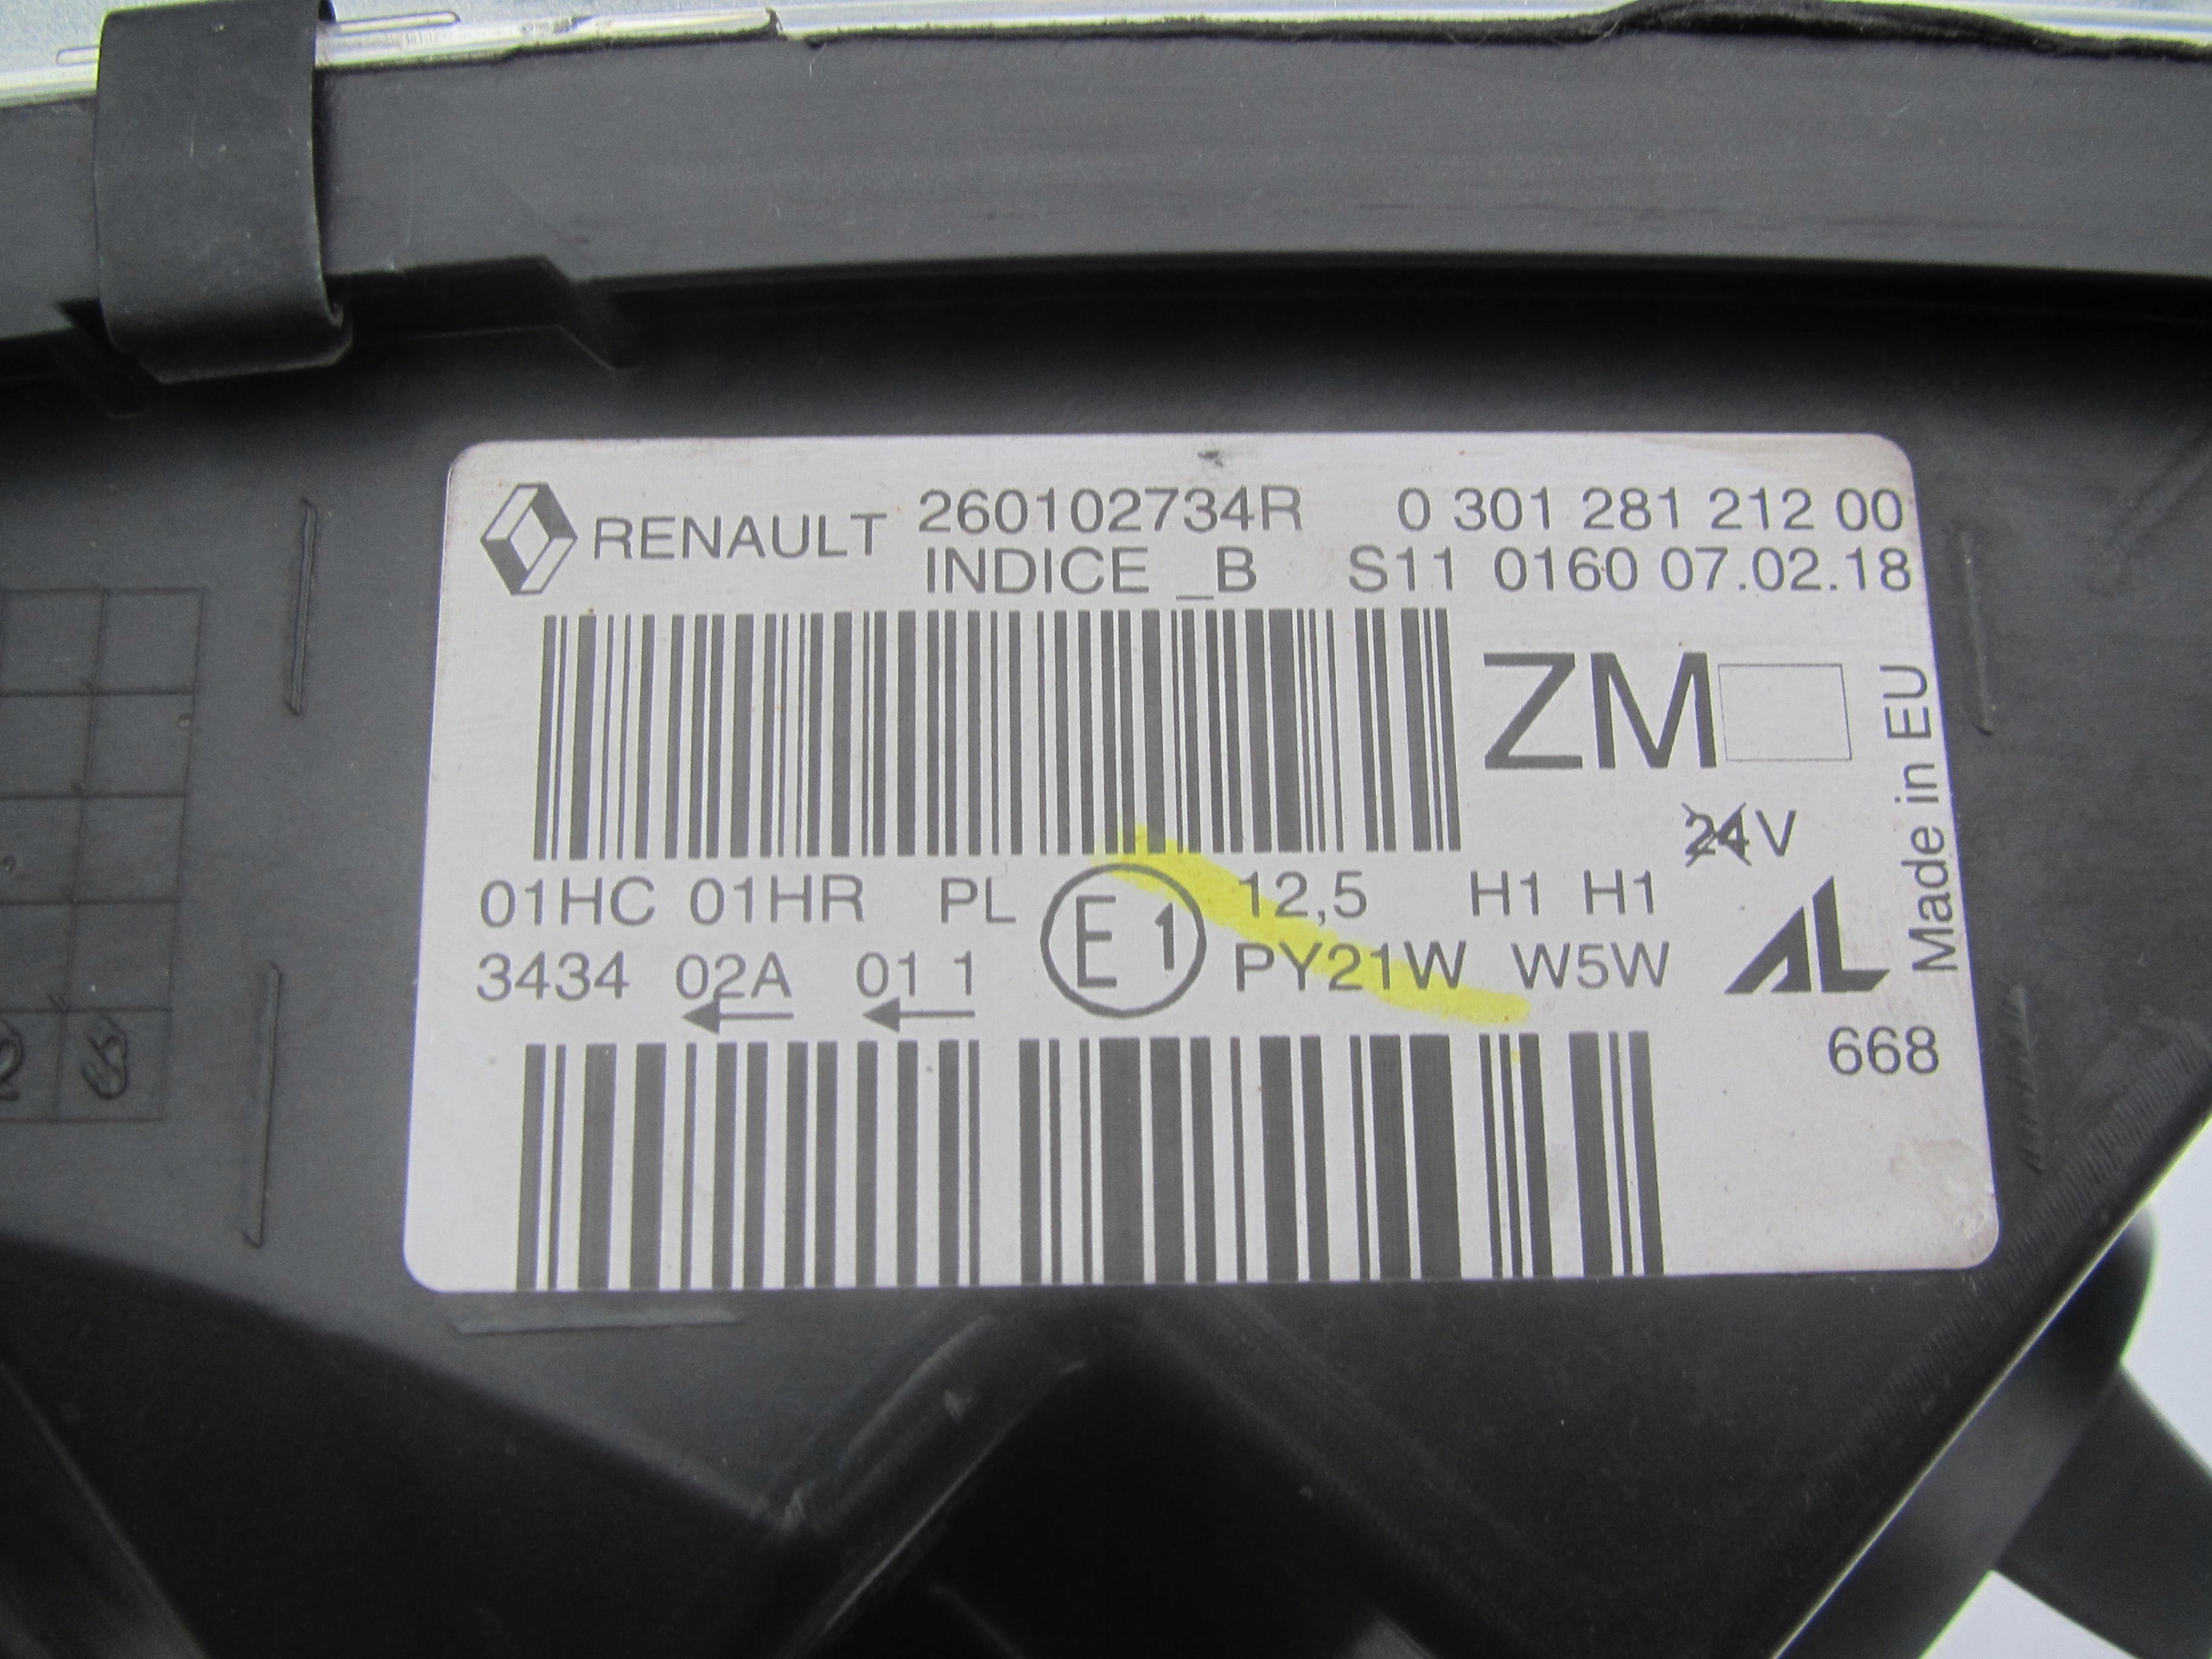 RENAULT 260102734R 0 301 281 212 00
INDICE _B S11 0160 07.02.18
ZM
Made in EU
24V
01HC 01HR PL E1 12,5 H1 H1
3434 02A 01 1 PY21W W5W AL
668